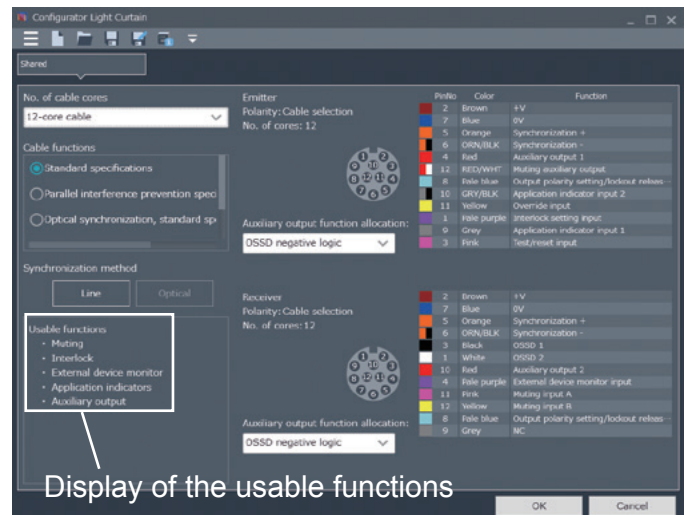 Configurator Light Curtain
Shared
No. of cable cores
12-core cable
Cable functions
Standard specifications
Parallel interference prevention spec
Optical synchronization, standard sp
Synchronization method
Line Optical
Usable functions
• Muting
• Interlock
• External device monitor
• Application indicators
• Auxiliary output
Emitter
Polarity: Cable selection
No. of cores: 12
Auxiliary output function allocation:
OSSD negative logic
PinNo Color Function
2 Brown +V
7 Blue 0V
5 Orange Synchronization +
6 ORN/BLK Synchronization -
4 Red Auxiliary output 1
12 RED/WHT Muting auxiliary output
8 Pale blue Output polarity setting/lockout releas...
10 GRY/BLK Application indicator input 2
11 Yellow Override input
1 Pale purple Interlock setting input
9 Grey Application indicator input 1
3 Pink Test/reset input
Receiver
Polarity: Cable selection
No. of cores: 12
Auxiliary output function allocation:
OSSD negative logic
2 Brown +V
7 Blue 0V
5 Orange Synchronization +
6 ORN/BLK Synchronization -
3 Black OSSD 1
1 White OSSD 2
10 Red Auxiliary output 2
4 Pale purple External device monitor input
11 Pink Muting input A
12 Yellow Muting input B
8 Pale blue Output polarity setting/lockout releas...
9 Grey NC
Display of the usable functions
OK Cancel